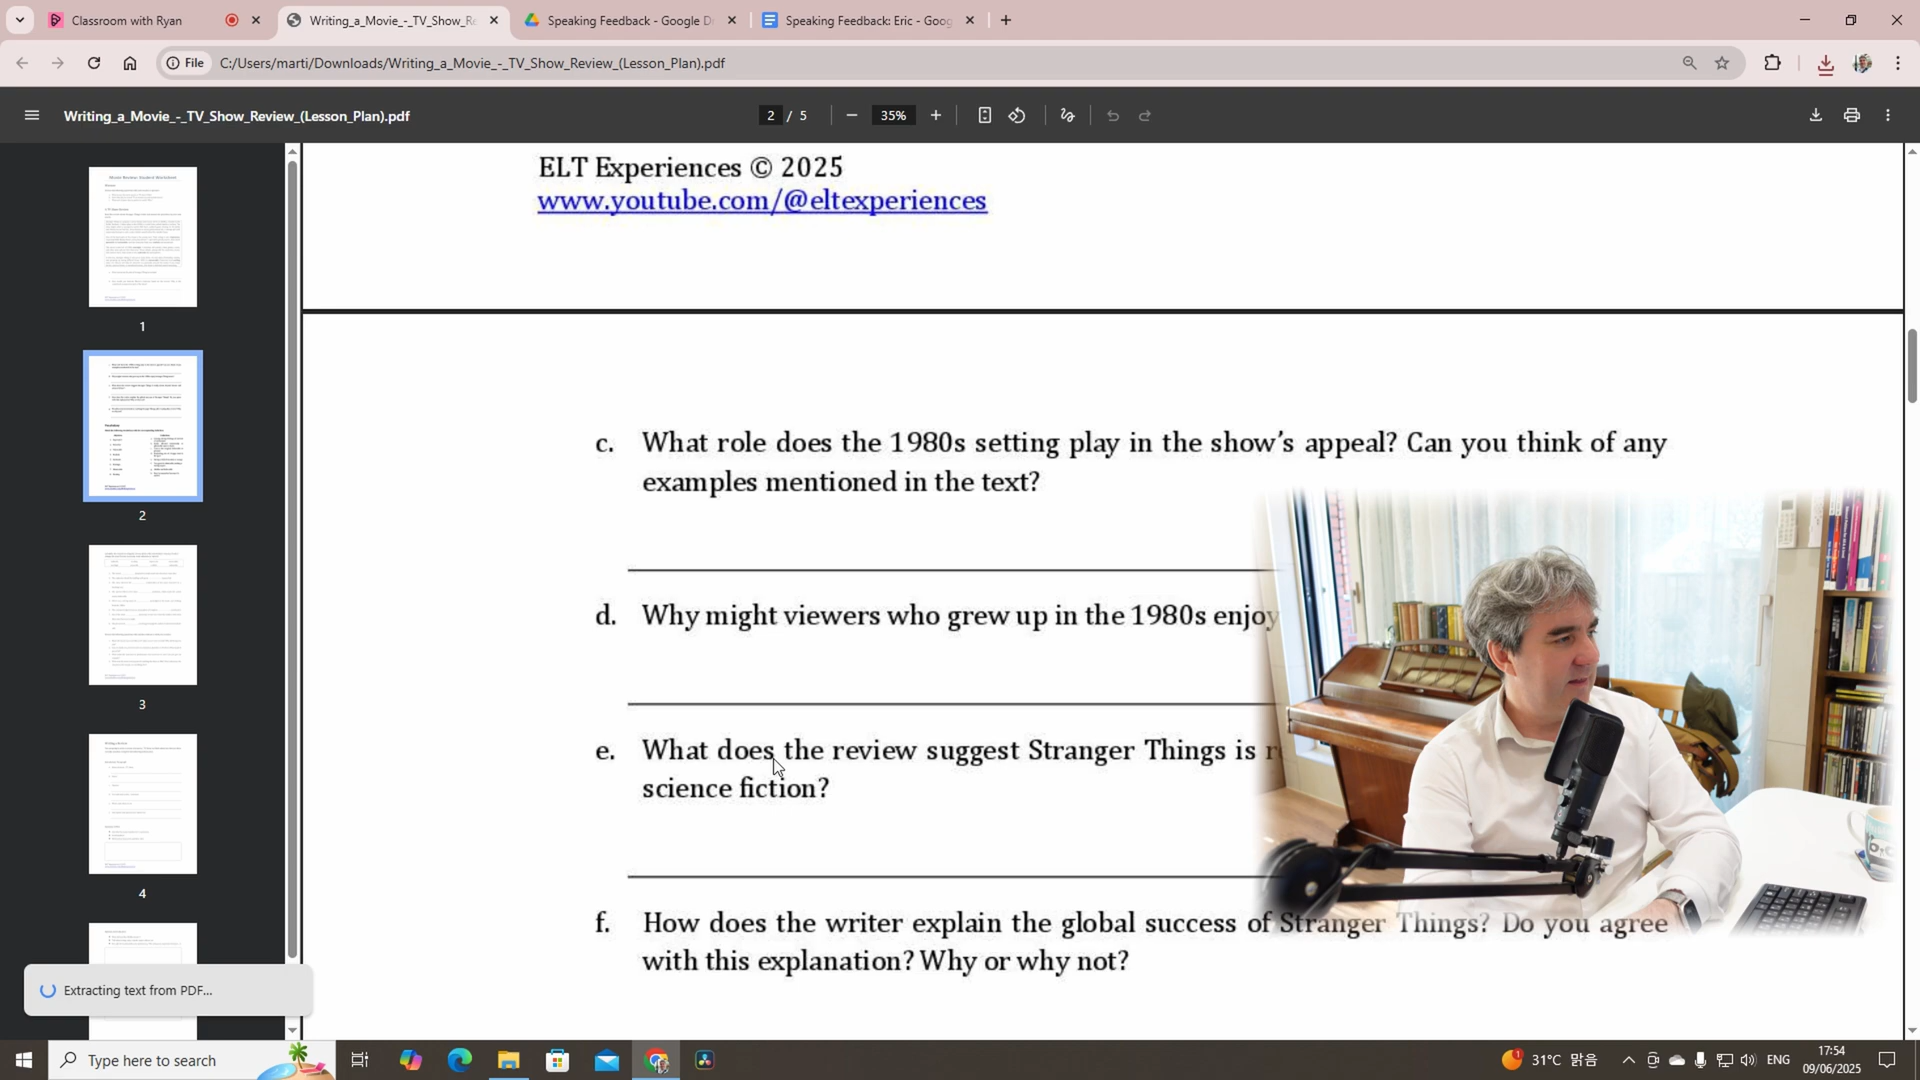 Classroom with Ryan
Writing_a_Movie_-_TV_Show_Re
Speaking Feedback - Google D
Speaking Feedback: Eric - Goog
File
C:/Users/marti/Downloads/Writing_a_Movie_-_TV_Show_Review_(Lesson_Plan).pdf
Writing_a_Movie_-_TV_Show_Review_(Lesson_Plan).pdf
2 / 5
35%
1
2
3
4
ELT Experiences © 2025
www.youtube.com/@eltexperiences
c. What role does the 1980s setting play in the show’s appeal? Can you think of any
examples mentioned in the text?
d. Why might viewers who grew up in the 1980s enjoy
e. What does the review suggest Stranger Things is
science fiction?
f. How does the writer explain the global success of Stranger Things? Do you agree
with this explanation? Why or why not?
Extracting text from PDF...
Type here to search
1
31°C 맑음
ENG
17:54
09/06/2025